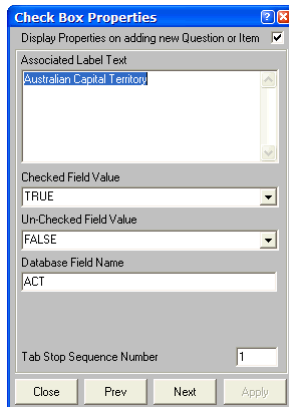 Check Box Properties
Display Properties on adding new Question or Item
Associated Label Text
Australian Capital Territory
Checked Field Value
TRUE
Un-Checked Field Value
FALSE
Database Field Name
ACT
Tab Stop Sequence Number 1
Close Prev Next Apply